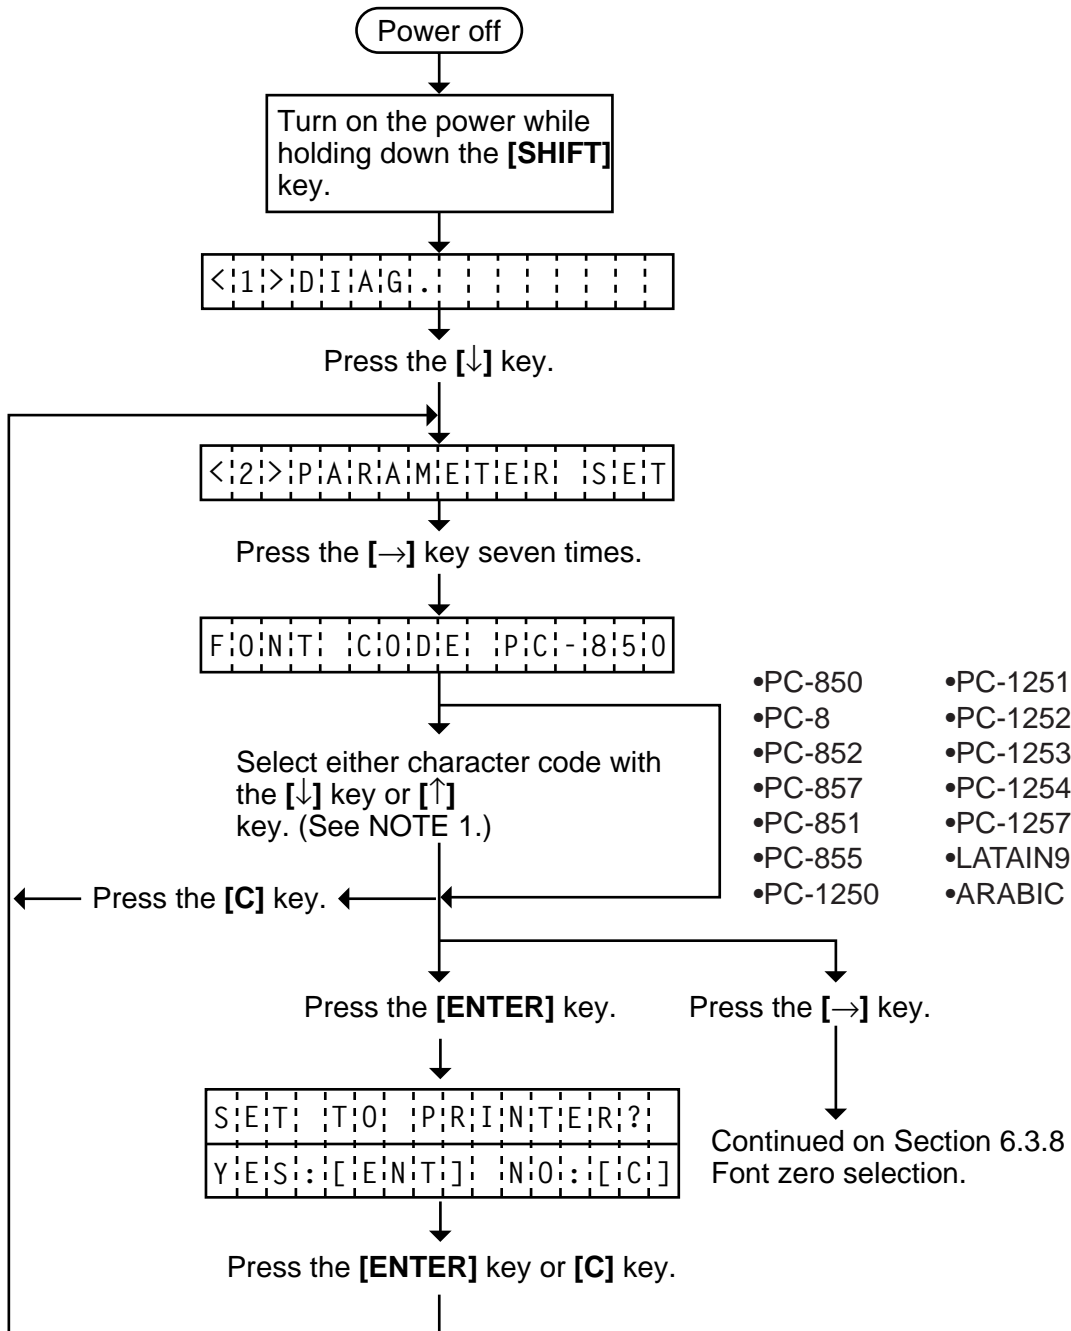 Power off
Turn on the power while
holding down the [SHIFT]
key.
<1>DIAG.
Press the [↓] key.
<2>PARAMETER SET
Press the [→] key seven times.
FONT CODE PC-850
•PC-850 •PC-1251
•PC-8 •PC-1252
•PC-852 •PC-1253
•PC-857 •PC-1254
•PC-851 •PC-1257
•PC-855 •LATAIN9
•PC-1250 •ARABIC
Select either character code with
the [↓] key or [↑]
key. (See NOTE 1.)
Press the [C] key.
Press the [ENTER] key.
Press the [→] key.
SET TO PRINTER?
YES:[ENT] NO:[C]
Continued on Section 6.3.8
Font zero selection.
Press the [ENTER] key or [C] key.